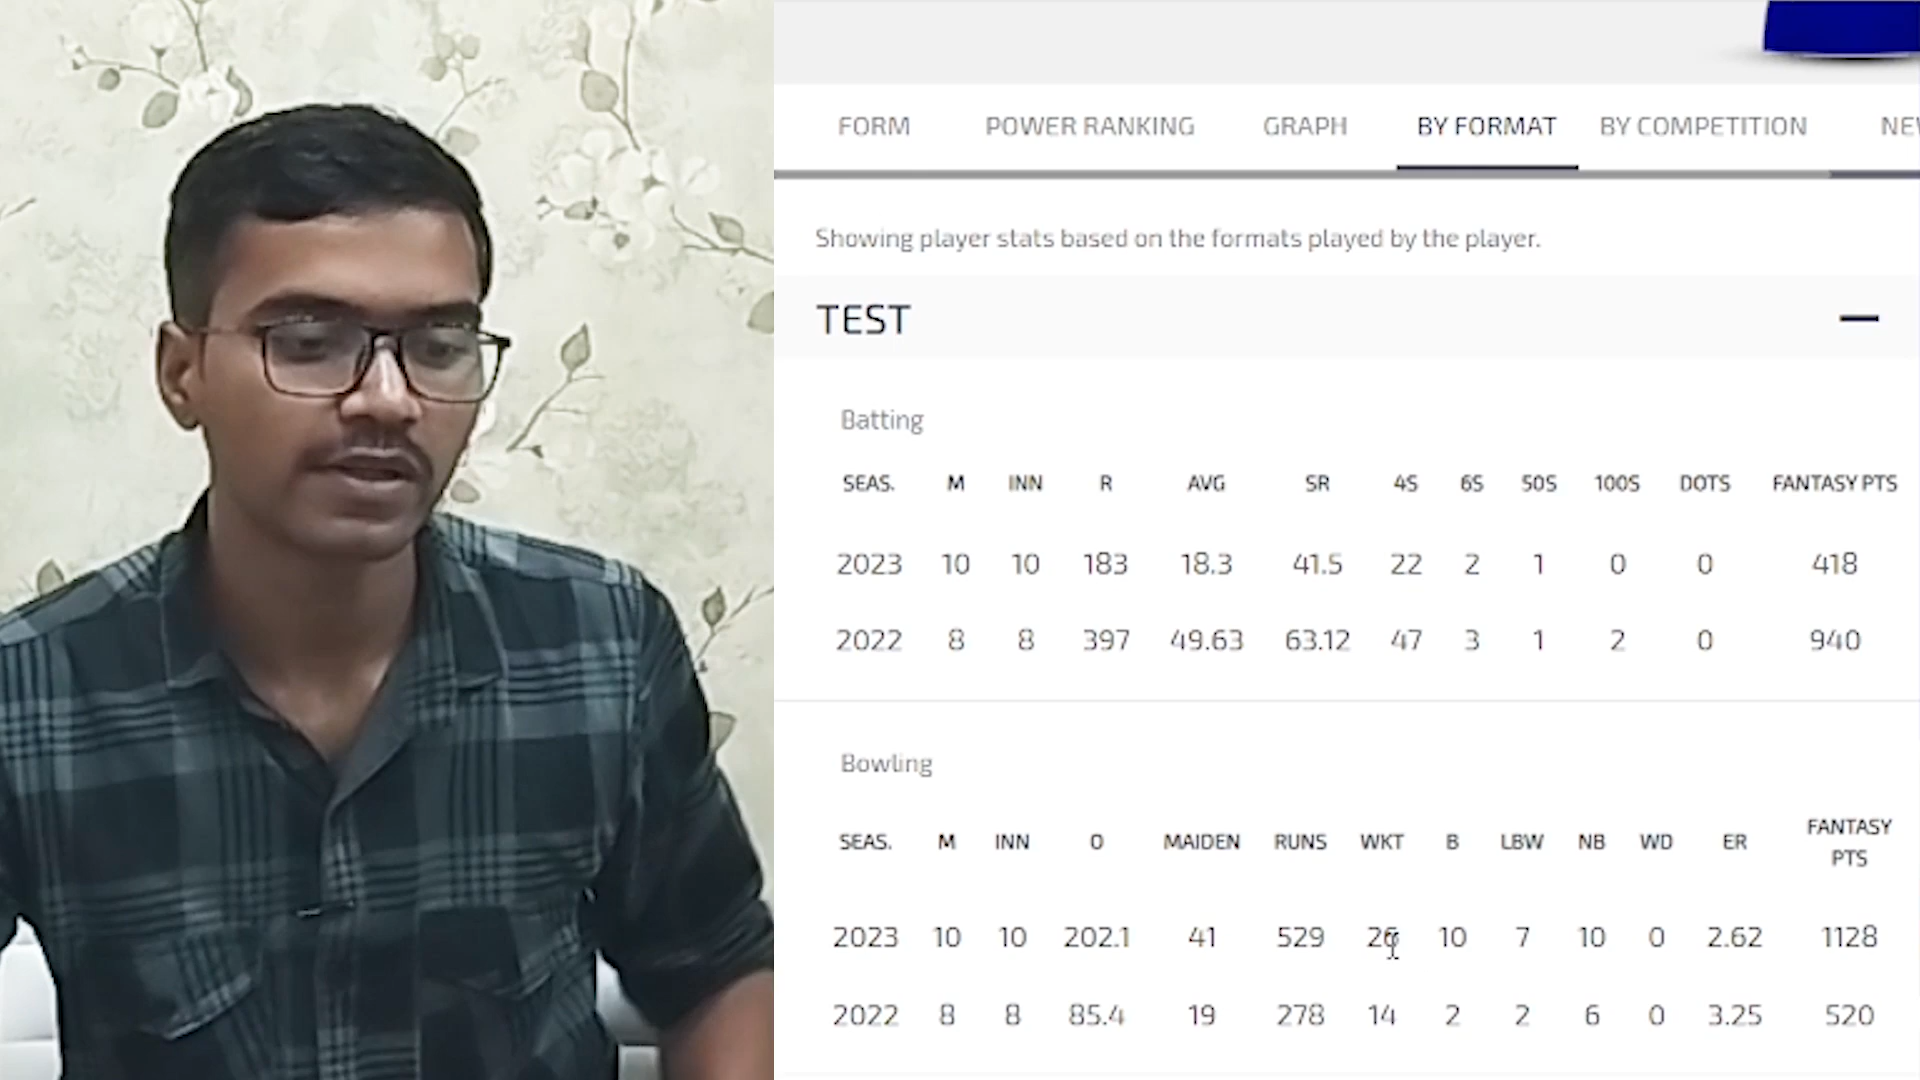 FORM POWER RANKING GRAPH BY FORMAT BY COMPETITION
Showing player stats based on the formats played by the player.
TEST
Batting
SEAS. M INN R AVG SR 4S 6S 50S 100S DOTS FANTASY PTS
2023 10 10 183 18.3 41.5 22 2 1 0 0 418
2022 8 8 397 49.63 63.12 47 3 1 2 0 940
Bowling
SEAS. M INN O MAIDEN RUNS WKT B LBW NB WD ER FANTASY PTS
2023 10 10 202.1 41 529 26 10 7 10 0 2.62 1128
2022 8 8 85.4 19 278 14 2 2 6 0 3.25 520